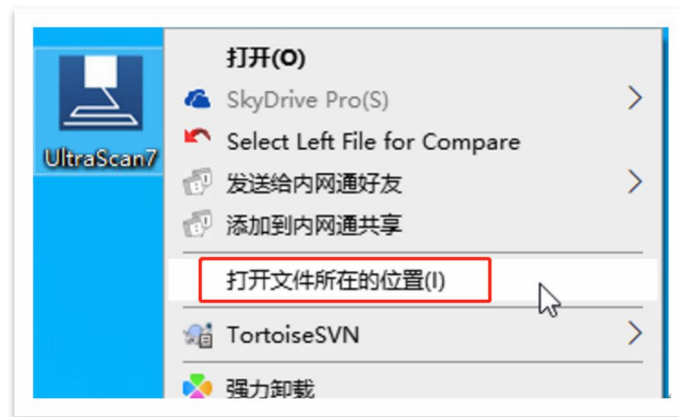 打开(O)
SkyDrive Pro(S)
Select Left File for Compare
UltraScan7
发送给内网通好友
添加到内网通共享
打开文件所在的位置(I)
TortoiseSVN
强力卸载